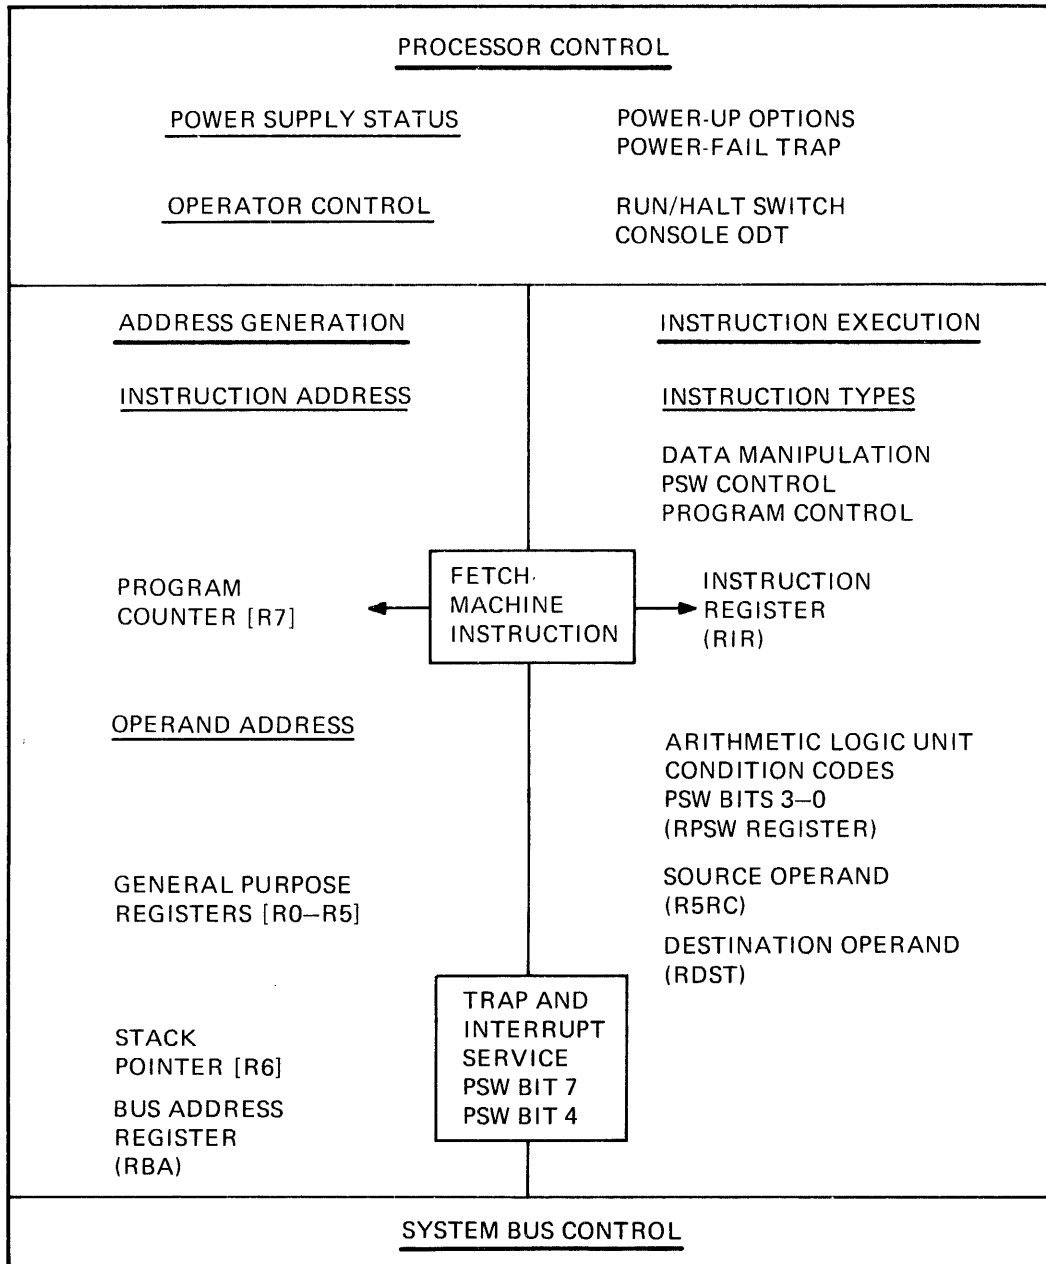 PROCESSOR CONTROL
POWER SUPPLY STATUS
POWER-UP OPTIONS
POWER-FAIL TRAP
OPERATOR CONTROL
RUN/HALT SWITCH
CONSOLE ODT
ADDRESS GENERATION
INSTRUCTION ADDRESS
PROGRAM
COUNTER [R7]
OPERAND ADDRESS
GENERAL PURPOSE
REGISTERS [R0–R5]
STACK
POINTER [R6]
BUS ADDRESS
REGISTER
(RBA)
FETCH
MACHINE
INSTRUCTION
TRAP AND
INTERRUPT
SERVICE
PSW BIT 7
PSW BIT 4
INSTRUCTION EXECUTION
INSTRUCTION TYPES
DATA MANIPULATION
PSW CONTROL
PROGRAM CONTROL
INSTRUCTION
REGISTER
(RIR)
ARITHMETIC LOGIC UNIT
CONDITION CODES
PSW BITS 3–0
(RPSW REGISTER)
SOURCE OPERAND
(R5RC)
DESTINATION OPERAND
(RDST)
SYSTEM BUS CONTROL